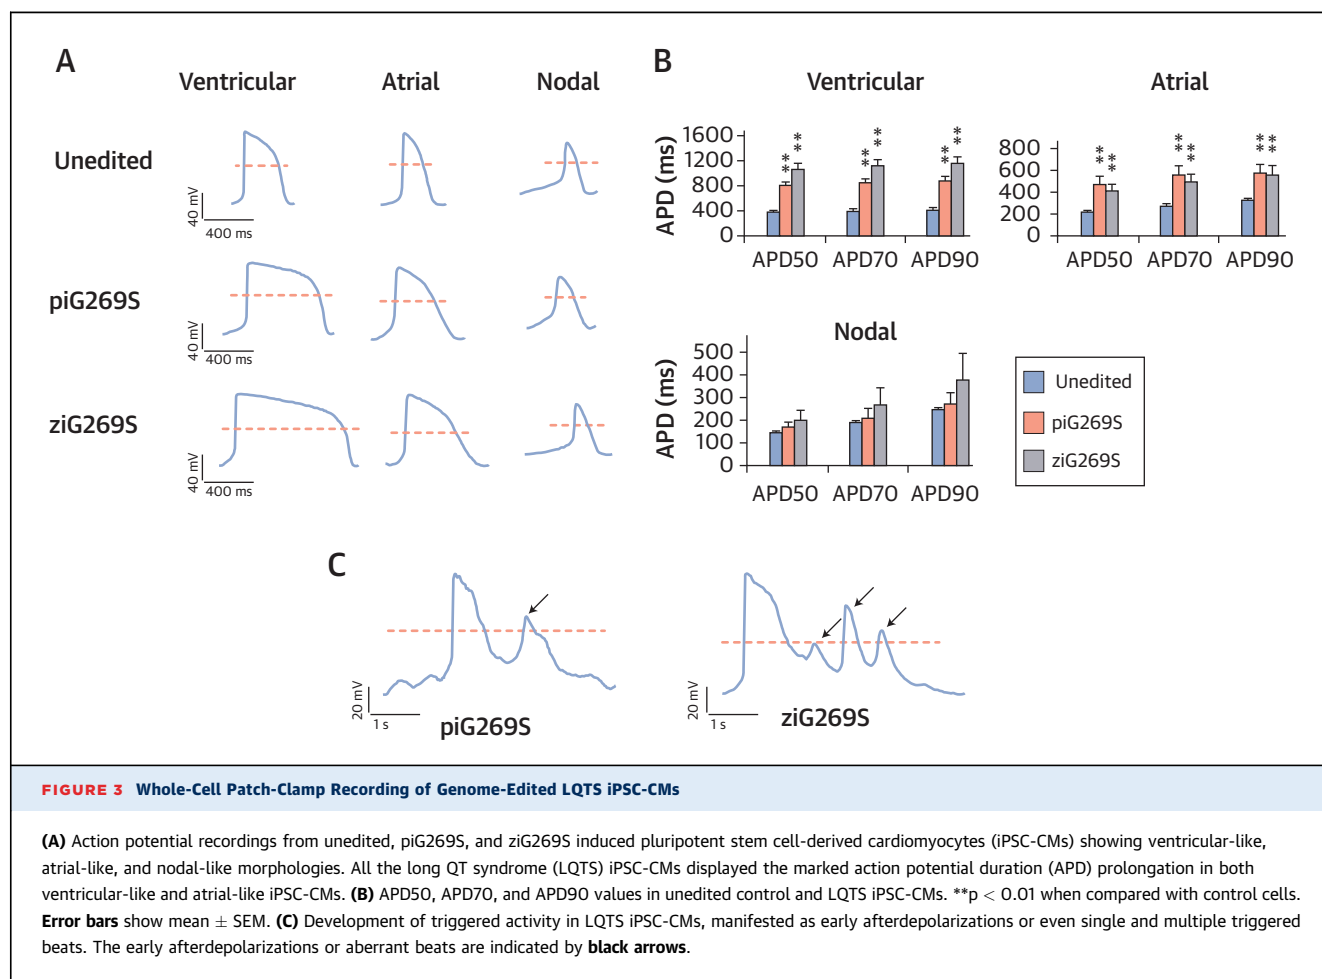 A
Ventricular
Atrial
Nodal
Unedited
40 mV
400 ms
piG269S
40 mV
400 ms
ziG269S
40 mV
400 ms
B
Ventricular
APD (ms)
1600
1200
800
400
0
**
**
**
**
**
**
APD50
APD70
APD90
Atrial
800
600
400
200
0
**
**
**
**
**
**
APD50
APD70
APD90
Nodal
APD (ms)
500
400
300
200
100
0
APD50
APD70
APD90
Unedited
piG269S
ziG269S
C
20 mV
1 s
piG269S
20 mV
1 s
ziG269S
FIGURE 3 Whole-Cell Patch-Clamp Recording of Genome-Edited LQTS iPSC-CMs
(A) Action potential recordings from unedited, piG269S, and ziG269S induced pluripotent stem cell-derived cardiomyocytes (iPSC-CMs) showing ventricular-like,
atrial-like, and nodal-like morphologies. All the long QT syndrome (LQTS) iPSC-CMs displayed the marked action potential duration (APD) prolongation in both
ventricular-like and atrial-like iPSC-CMs. (B) APD50, APD70, and APD90 values in unedited control and LQTS iPSC-CMs. **p < 0.01 when compared with control cells.
Error bars show mean ± SEM. (C) Development of triggered activity in LQTS iPSC-CMs, manifested as early afterdepolarizations or even single and multiple triggered
beats. The early afterdepolarizations or aberrant beats are indicated by black arrows.